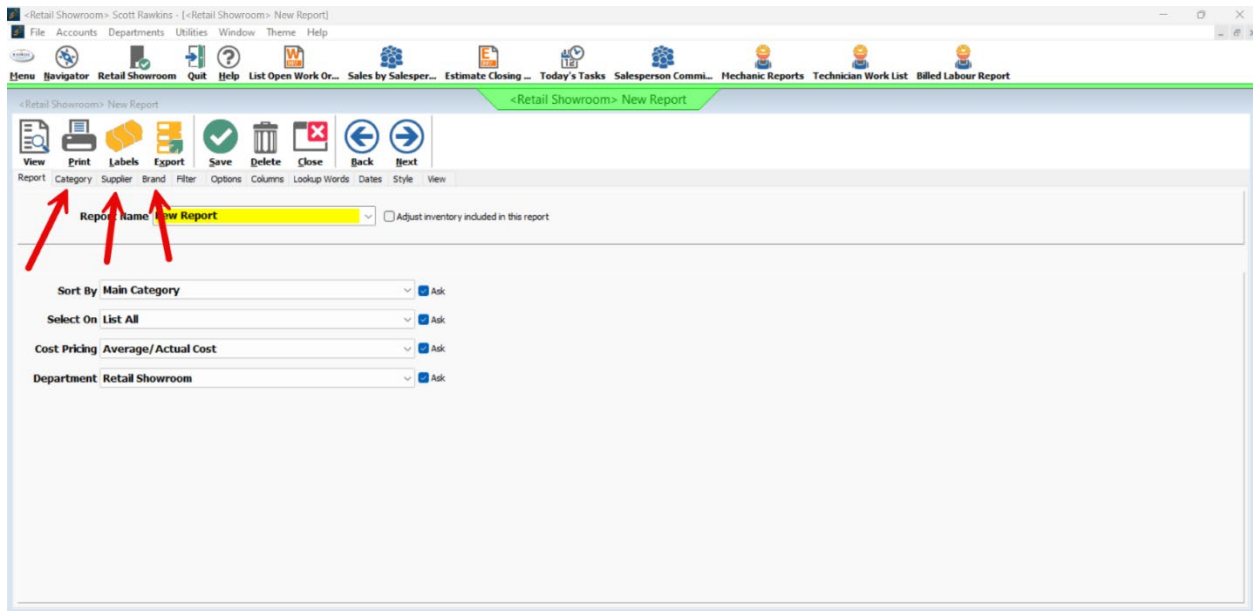 <Retail Showroom> Scott Rawkins - [<Retail Showroom> New Report]
File Accounts Departments Utilities Window Theme Help
Menu Navigator Retail Showroom Quit Help List Open Work Or... Sales by Salesper... Estimate Closing ... Today's Tasks Salesperson Commi... Mechanic Reports Technician Work List Billed Labour Report
<Retail Showroom> New Report
<Retail Showroom> New Report
View Print Labels Export Save Delete Close Back Next
Report Category Supplier Brand Filter Options Columns Lookup Words Dates Style View
Report Name New Report Adjust inventory included in this report
Sort By Main Category Ask
Select On List All Ask
Cost Pricing Average/Actual Cost Ask
Department Retail Showroom Ask